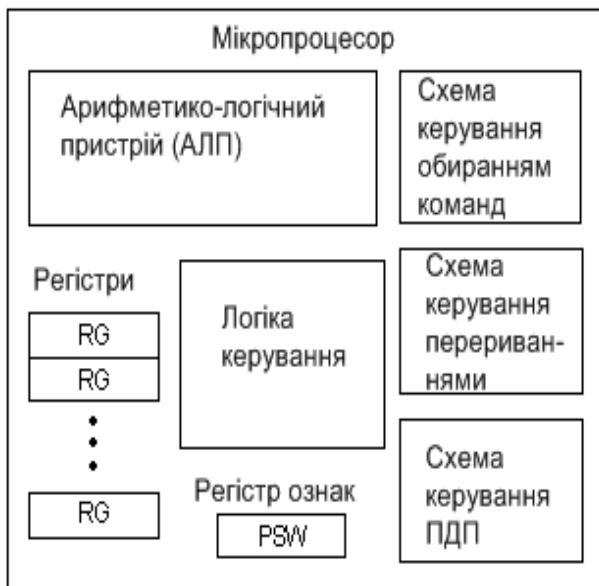 Мікропроцесор
Арифметико-логічний
пристрій (АЛП)
Схема
керування
обиранням
команд
Регістри
RG
RG
RG
Логіка
керування
Схема
керування
перериван-
нями
Регістр ознак
PSW
Схема
керування
ПДП